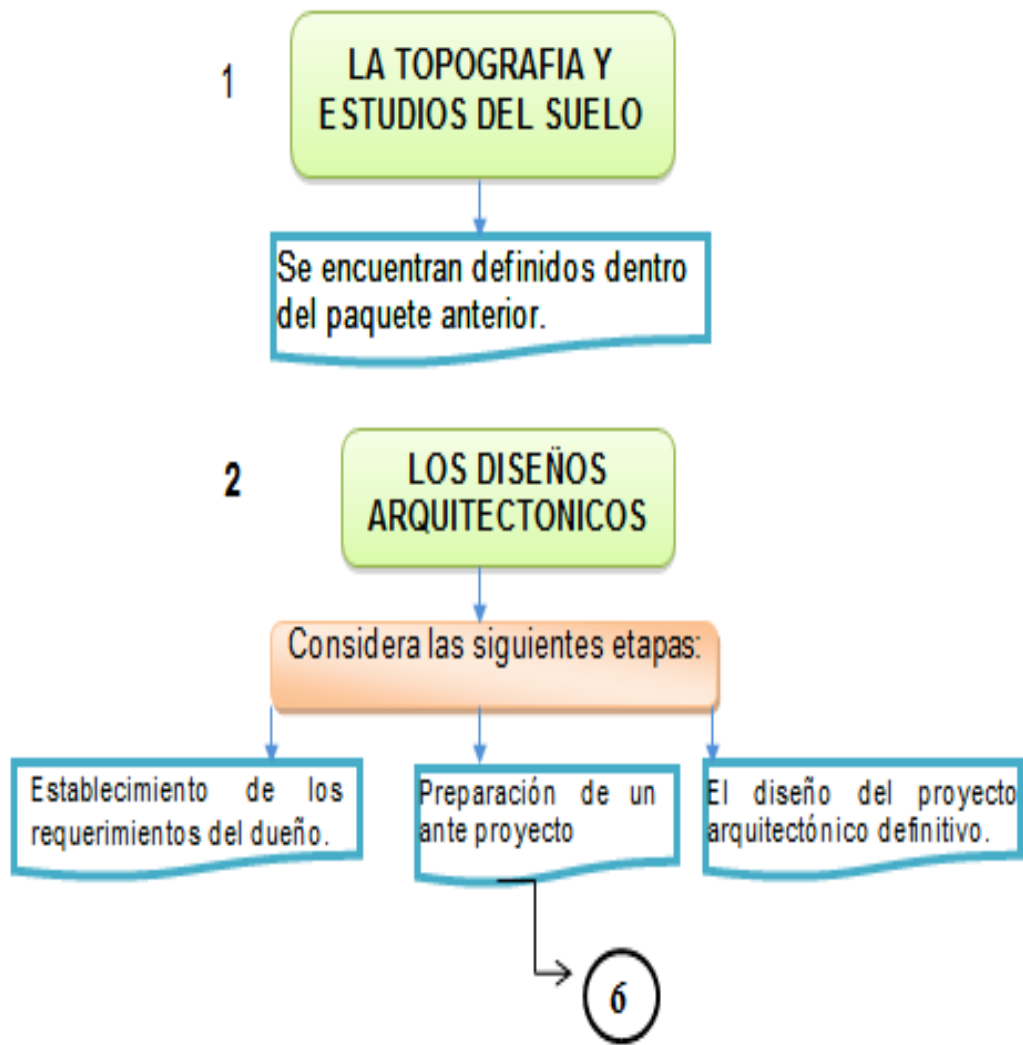 1
LA TOPOGRAFIA Y
ESTUDIOS DEL SUELO
Se encuentran definidos dentro
del paquete anterior.
2
LOS DISEÑOS
ARQUITECTONICOS
Considera las siguientes etapas:
Establecimiento de los
requerimientos del dueño.
Preparación de un
ante proyecto
El diseño del proyecto
arquitectónico definitivo.
6